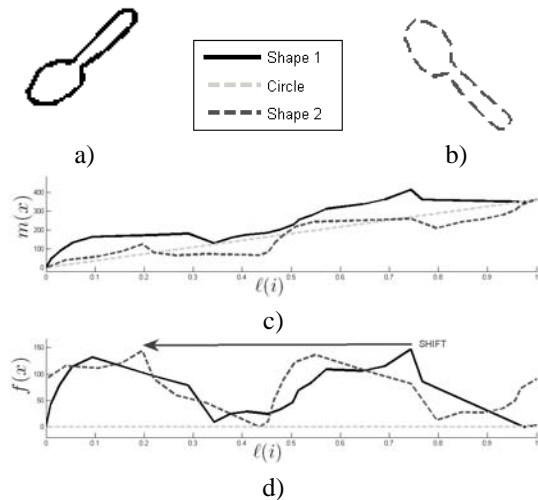 Shape 1
Circle
Shape 2
a)
b)
m(x)
400
300
200
100
0
0 0.1 0.2 0.3 0.4 0.5 0.6 0.7 0.8 0.9 1
ℓ(i)
c)
SHIFT
f(x)
150
100
50
0
0 0.1 0.2 0.3 0.4 0.5 0.6 0.7 0.8 0.9 1
ℓ(i)
d)